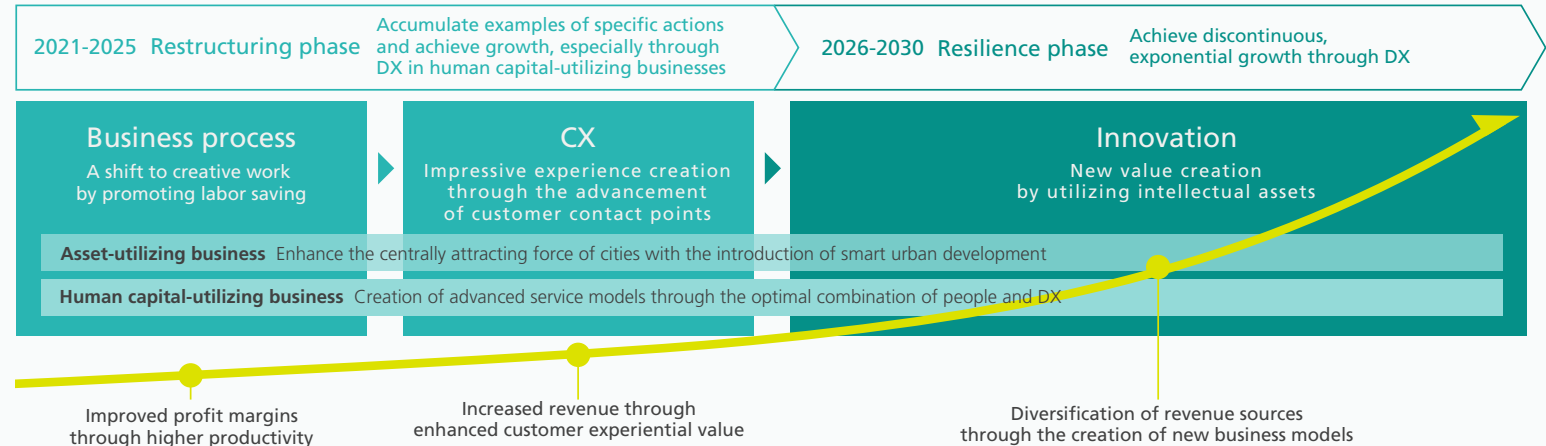 2021-2025 Restructuring phase
Accumulate examples of specific actions
and achieve growth, especially through
DX in human capital-utilizing businesses
2026-2030 Resilience phase
Achieve discontinuous,
exponential growth through DX
Business process
A shift to creative work
by promoting labor saving
CX
Impressive experience creation
through the advancement
of customer contact points
Innovation
New value creation
by utilizing intellectual assets
Asset-utilizing business Enhance the centrally attracting force of cities with the introduction of smart urban development
Human capital-utilizing business Creation of advanced service models through the optimal combination of people and DX
Improved profit margins
through higher productivity
Increased revenue through
enhanced customer experiential value
Diversification of revenue sources
through the creation of new business models